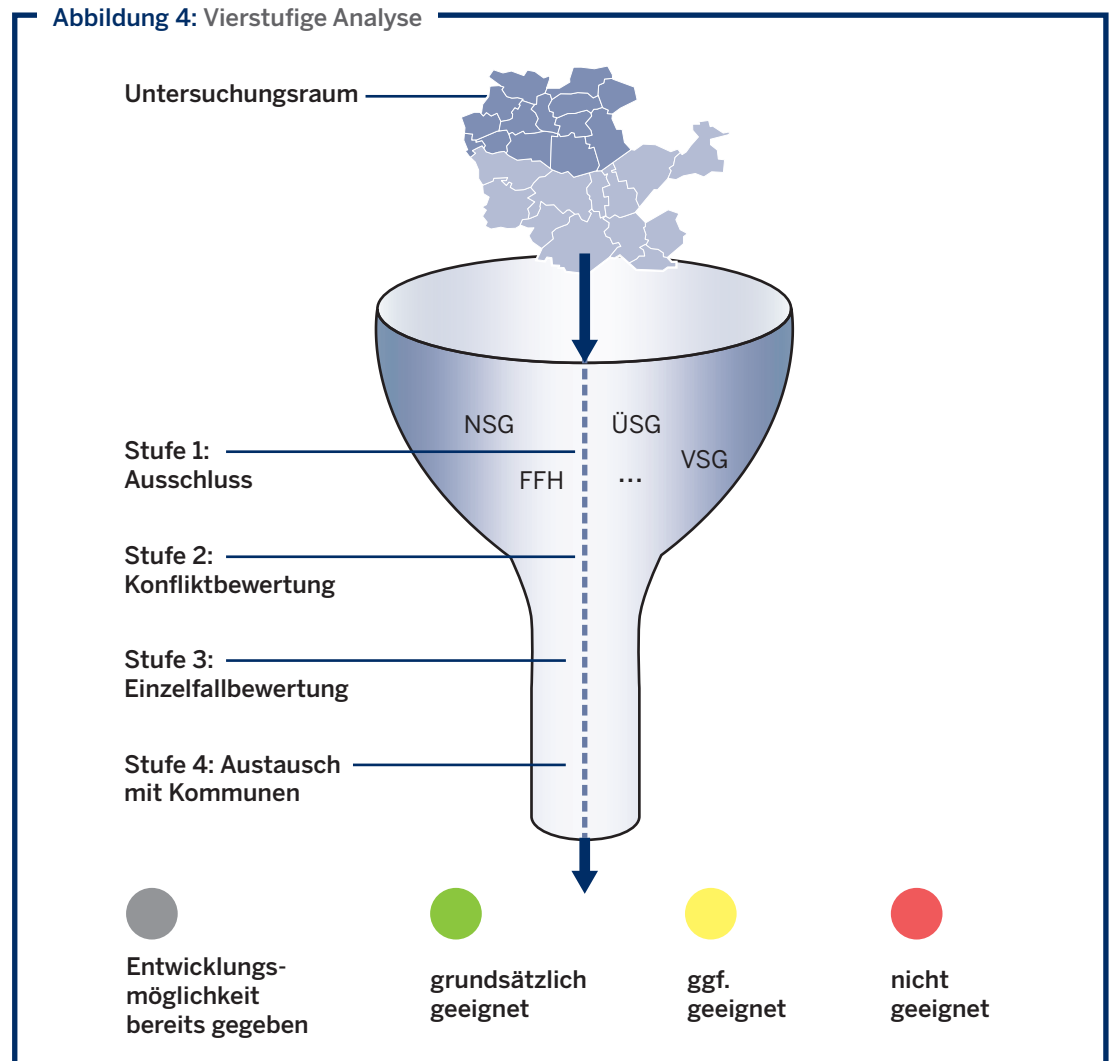 Abbildung 4: Vierstufige Analyse
Untersuchungsraum
NSG
ÜSG
VSG
FFH
...
Stufe 1:
Ausschluss
Stufe 2:
Konfliktbewertung
Stufe 3:
Einzelfallbewertung
Stufe 4: Austausch
mit Kommunen
Entwicklungs-
möglichkeit
bereits gegeben
grundsätzlich
geeignet
ggf.
geeignet
nicht
geeignet